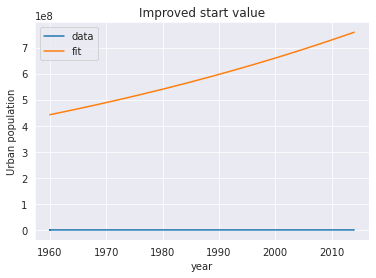 Improved start value
1e8
data
fit
Urban population
7
6
5
4
3
2
1
0
1960 1970 1980 1990 2000 2010
year